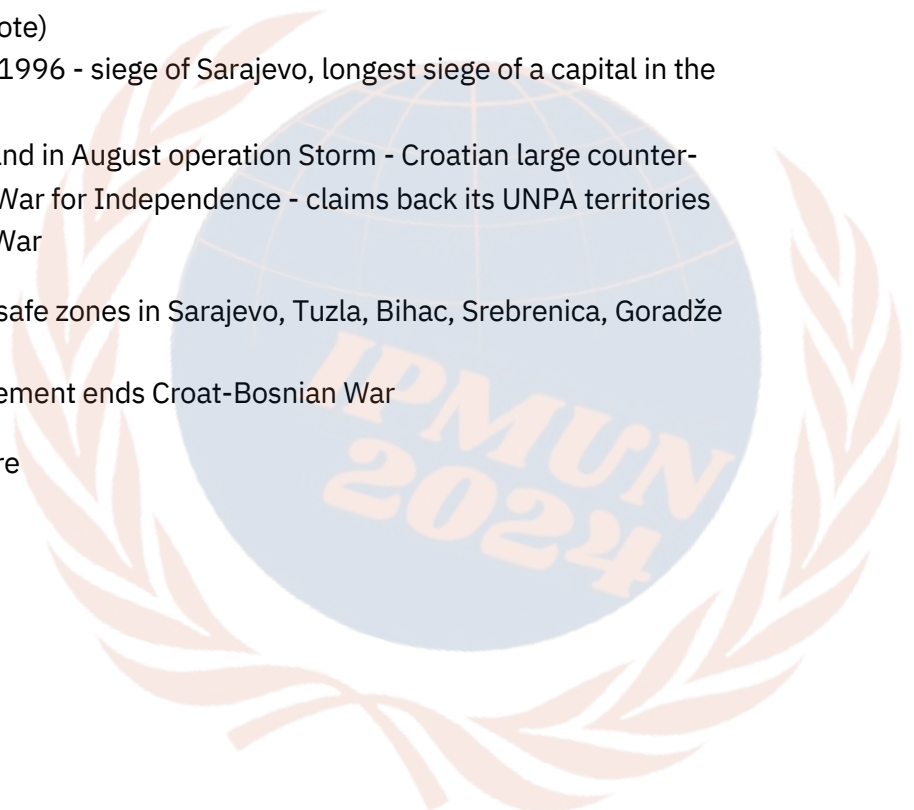 ote)
1996 - siege of Sarajevo, longest siege of a capital in the
and in August operation Storm - Croatian large counter-
War for Independence - claims back its UNPA territories
War
safe zones in Sarajevo, Tuzla, Bihac, Srebrenica, Goradže
ement ends Croat-Bosnian War
re
IPMUN
2024